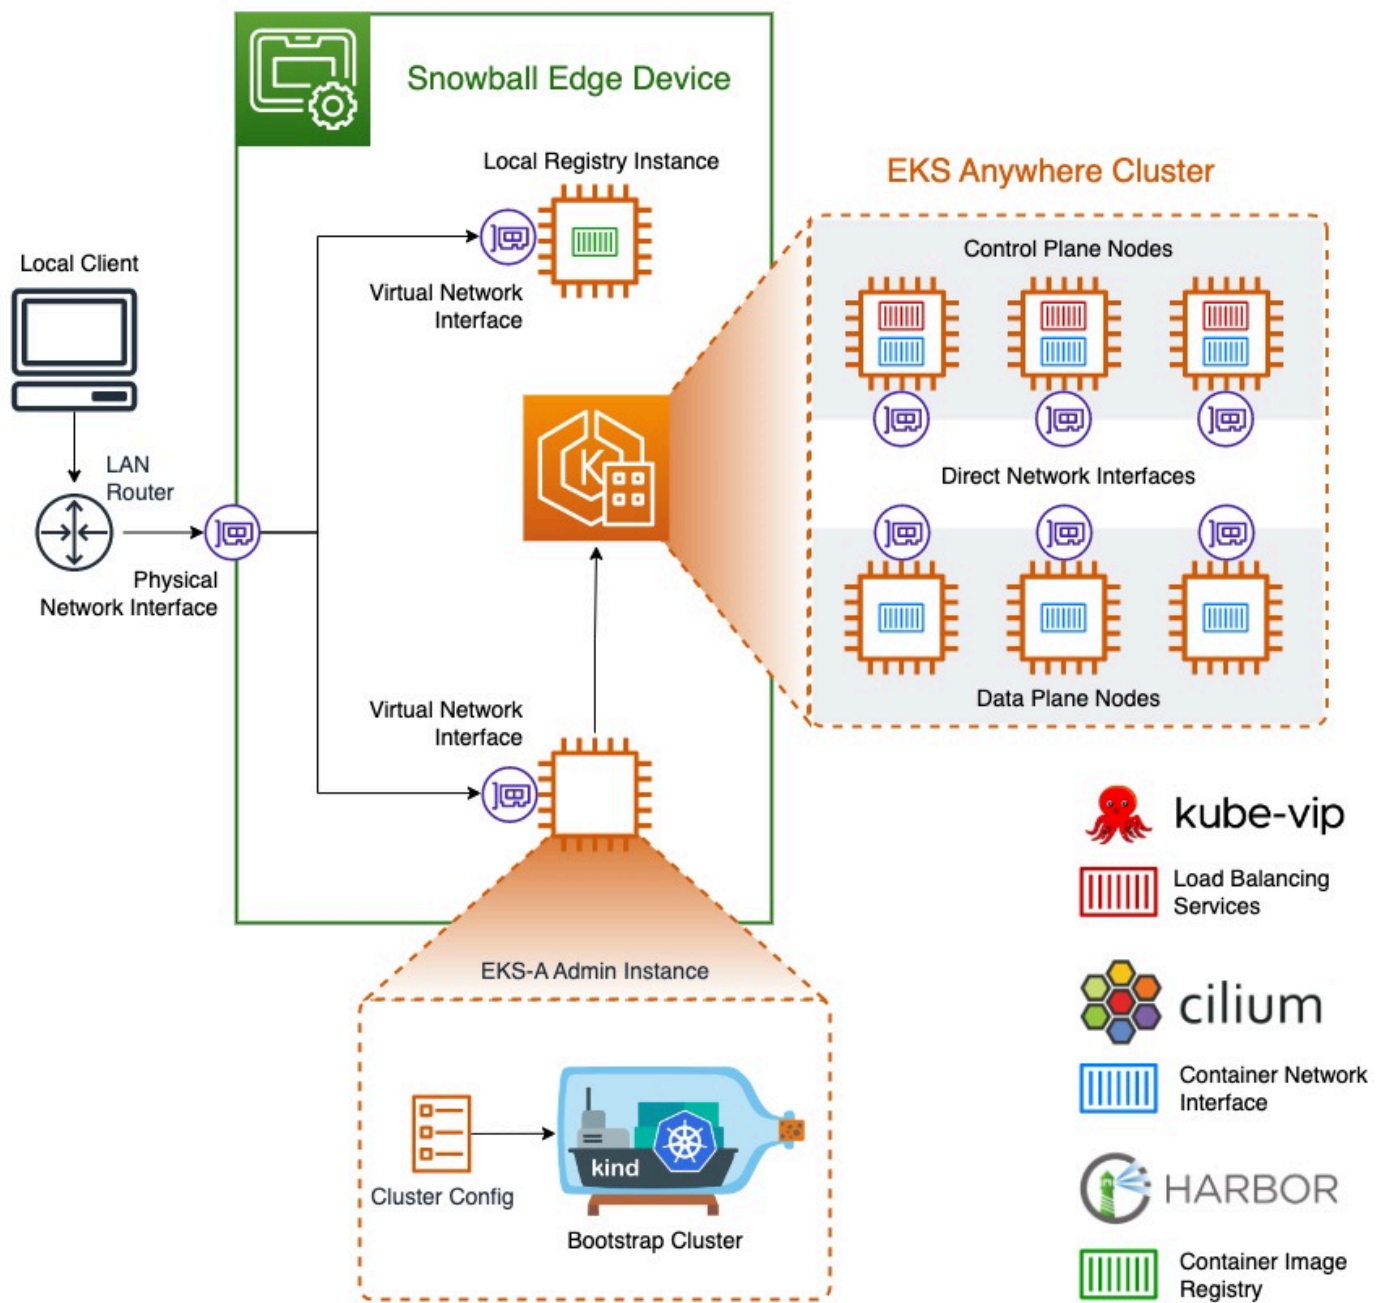 Snowball Edge Device
Local Registry Instance
EKS Anywhere Cluster
Control Plane Nodes
Local Client
Virtual Network
Interface
LAN
Router
Direct Network Interfaces
K
Physical
Network Interface
Data Plane Nodes
Virtual Network
Interface
kube-vip
Load Balancing
Services
EKS-A Admin Instance
cilium
Container Network
Interface
kind
Cluster Config
HARBOR
Bootstrap Cluster
Container Image
Registry